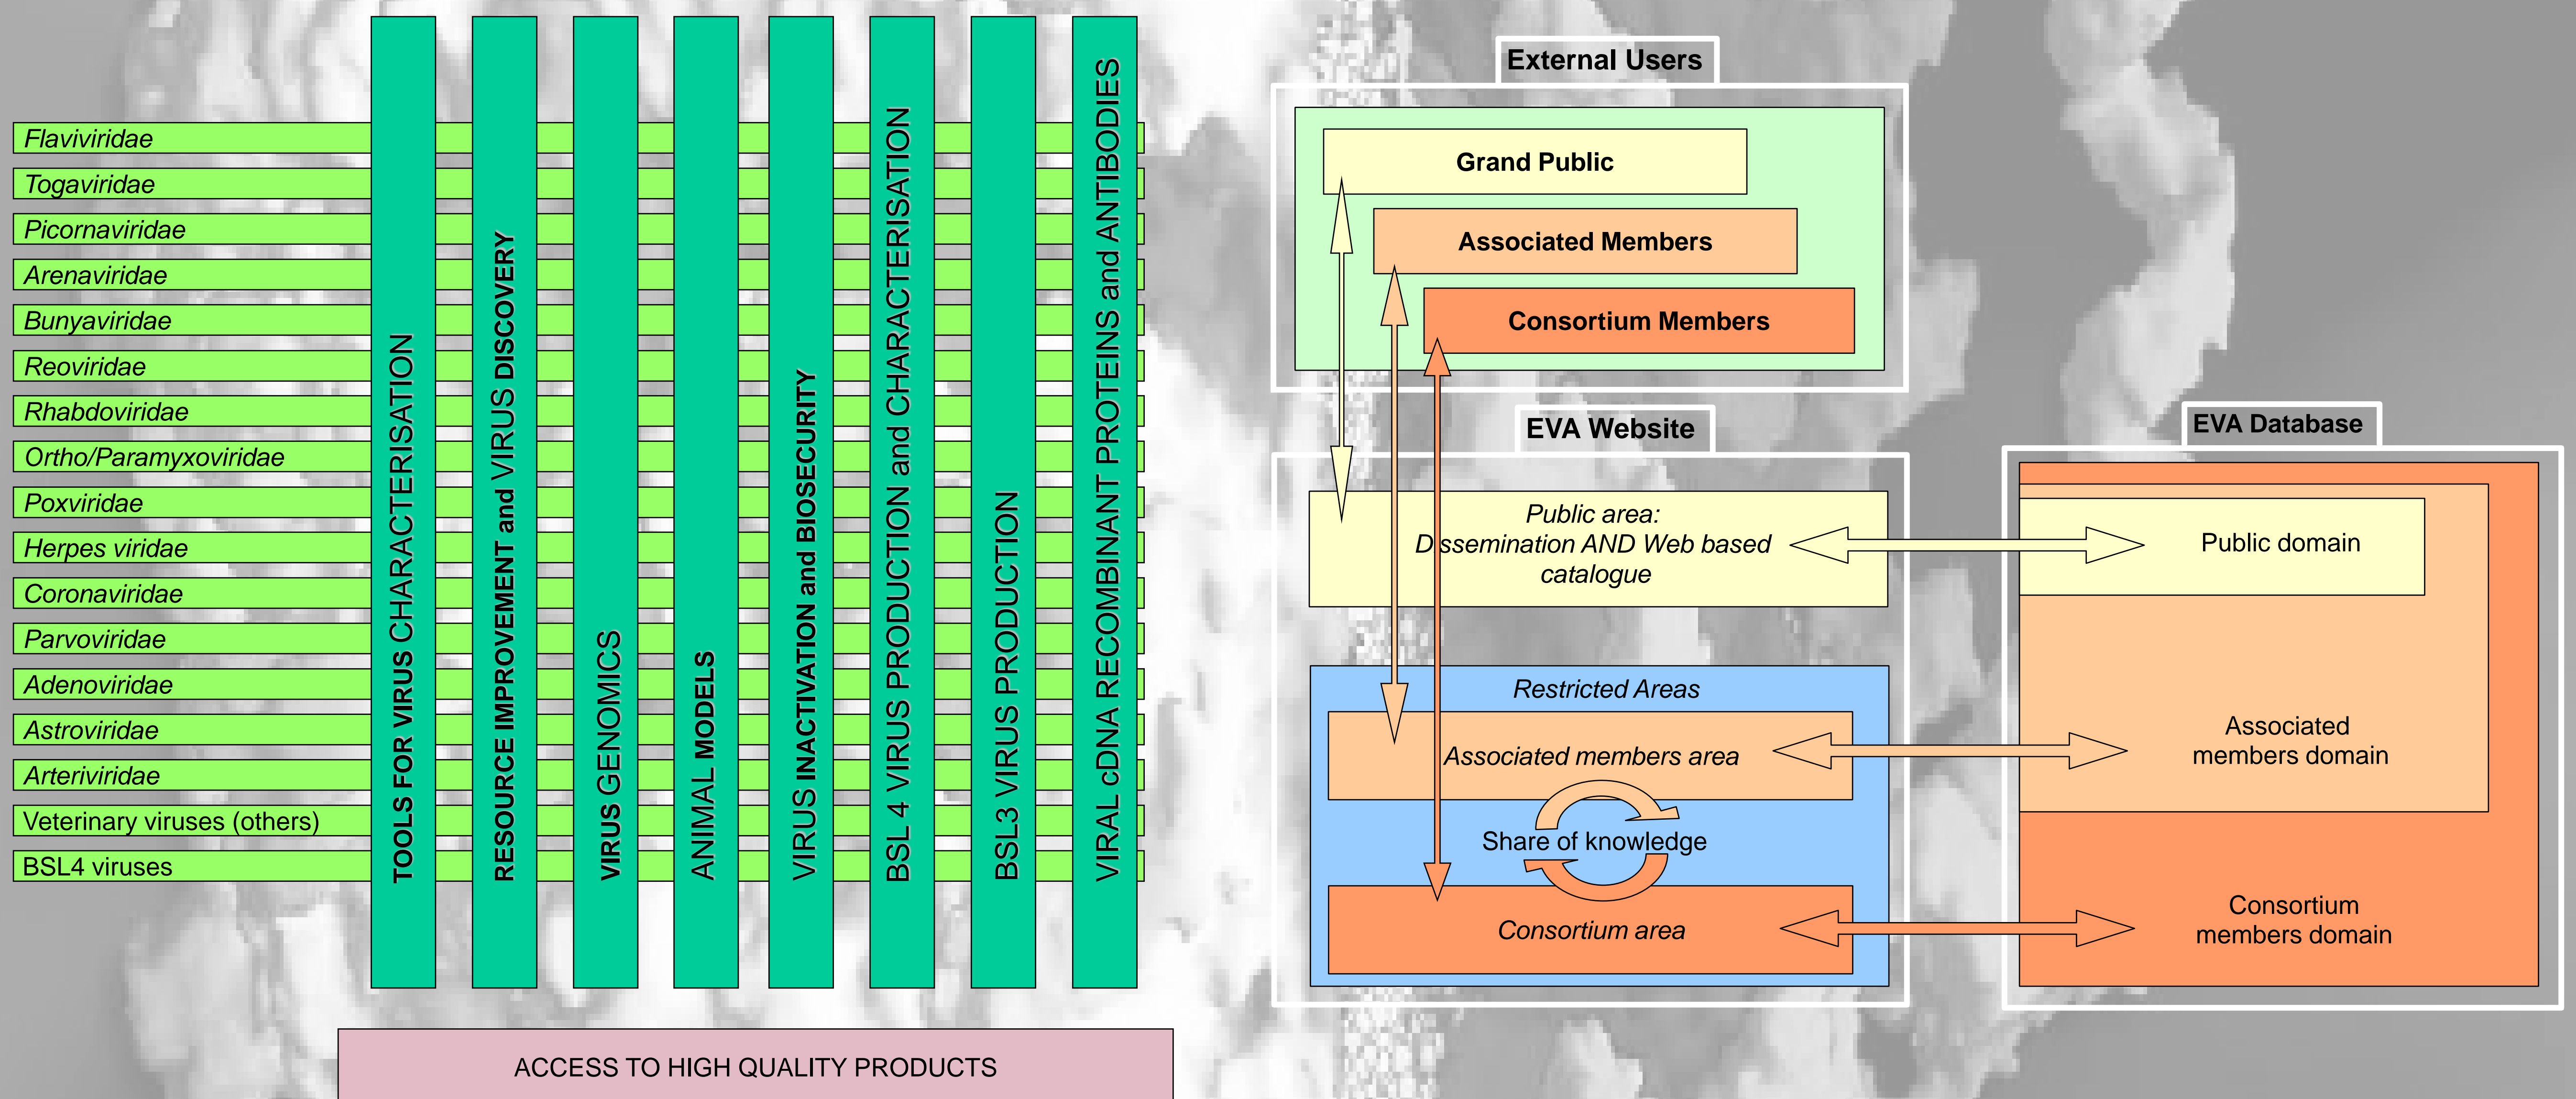 Flaviviridae
Togaviridae
Picornaviridae
Arenaviridae
Bunyaviridae
Reoviridae
Rhabdoviridae
Ortho/Paramyxoviridae
Poxviridae
Herpes viridae
Coronaviridae
Parvoviridae
Adenoviridae
Astroviridae
Arteriviridae
Veterinary viruses (others)
BSL4 viruses
TOOLS FOR VIRUS CHARACTERISATION
RESOURCE IMPROVEMENT and VIRUS DISCOVERY
VIRUS GENOMICS
ANIMAL MODELS
VIRUS INACTIVATION and BIOSECURITY
BSL 4 VIRUS PRODUCTION and CHARACTERISATION
BSL3 VIRUS PRODUCTION
VIRAL cDNA RECOMBINANT PROTEINS and ANTIBODIES
ACCESS TO HIGH QUALITY PRODUCTS
External Users
Grand Public
Associated Members
Consortium Members
EVA Website
Public area:
Dissemination AND Web based
catalogue
Restricted Areas
Associated members area
Share of knowledge
Consortium area
EVA Database
Public domain
Associated
members domain
Consortium
members domain